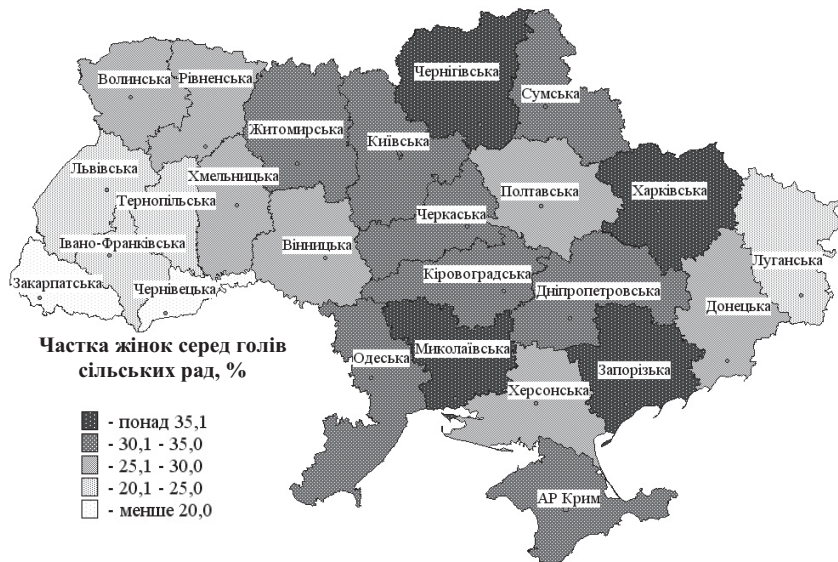 Чернігівська
Волинська
Рівненська
Сумська
Житомирська
Київська
Львівська
Хмельницька
Тернопільська
Полтавська
Харківська
Черкаська
Вінницька
Івано-Франківська
Луганська
Закарпатська
Чернівецька
Кіровоградська
Дніпропетровська
Донецька
Частка жінок серед голів
сільських рад, %
Одеська
Миколаївська
Запорізька
Херсонська
- понад 35,1
- 30,1 - 35,0
- 25,1 - 30,0
- 20,1 - 25,0
- менше 20,0
АР Крим